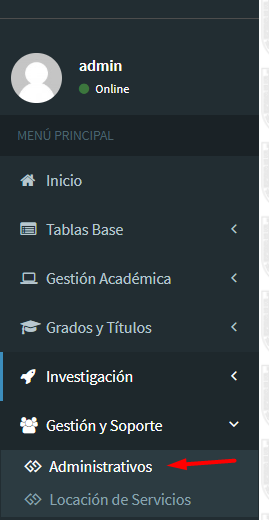 admin
Online
MENÚ PRINCIPAL
Inicio
Tablas Base
Gestión Académica
Grados y Títulos
Investigación
Gestión y Soporte
Administrativos
Locación de Servicios